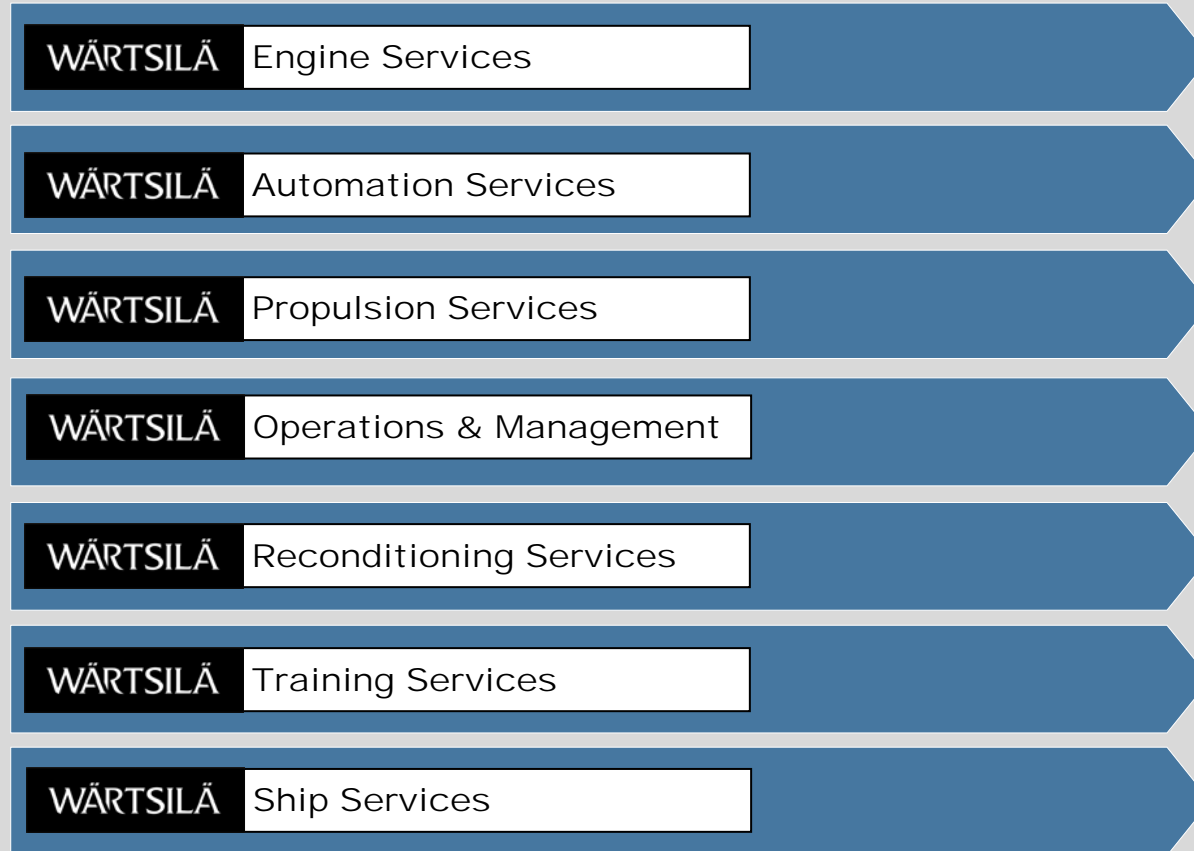 WÄRTSILÄ Engine Services
WÄRTSILÄ Automation Services
WÄRTSILÄ Propulsion Services
WÄRTSILÄ Operations & Management
WÄRTSILÄ Reconditioning Services
WÄRTSILÄ Training Services
WÄRTSILÄ Ship Services